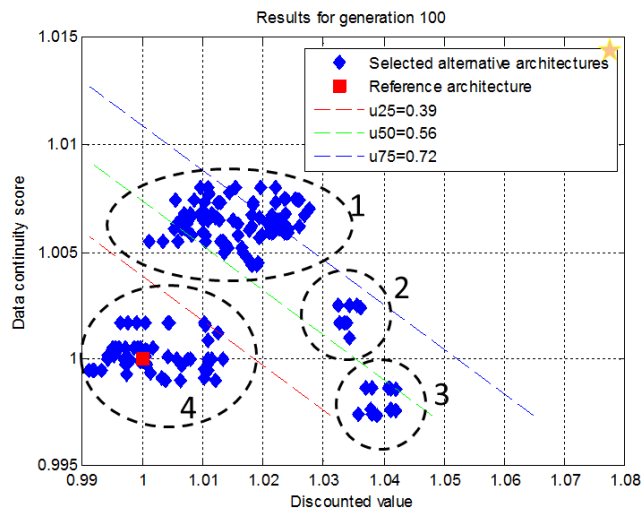 Results for generation 100
1.015
Selected alternative architectures
Reference architecture
u25=0.39
u50=0.56
u75=0.72
1.01
1.005
1
0.995
Data continuity score
1
2
3
4
0.99 1 1.01 1.02 1.03 1.04 1.05 1.06 1.07 1.08
Discounted value